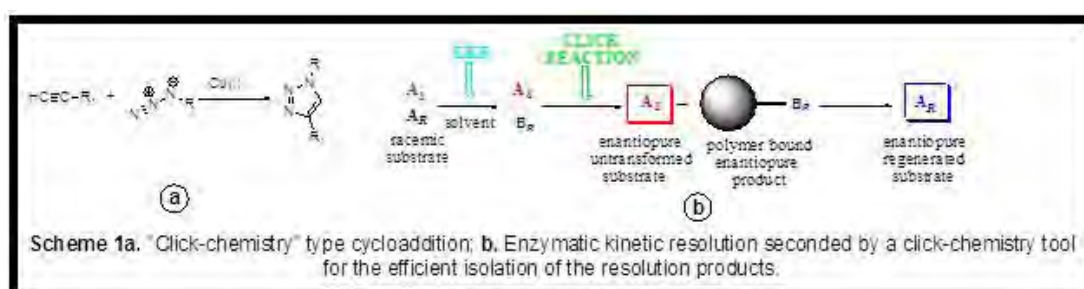 CLICK
REACTION
EKR
HC≡C–R +
Cu(I)
A_S
A_R
racemic
substrate
solvent
A_S
B_R
A_S
enantiopure
untransformed
substrate
polymer bound
enantiopure
product
B_R
A_R
enantiopure
regenerated
substrate
a
b
Scheme 1a. "Click-chemistry" type cycloaddition; b. Enzymatic kinetic resolution seconded by a click-chemistry tool
for the efficient isolation of the resolution products.